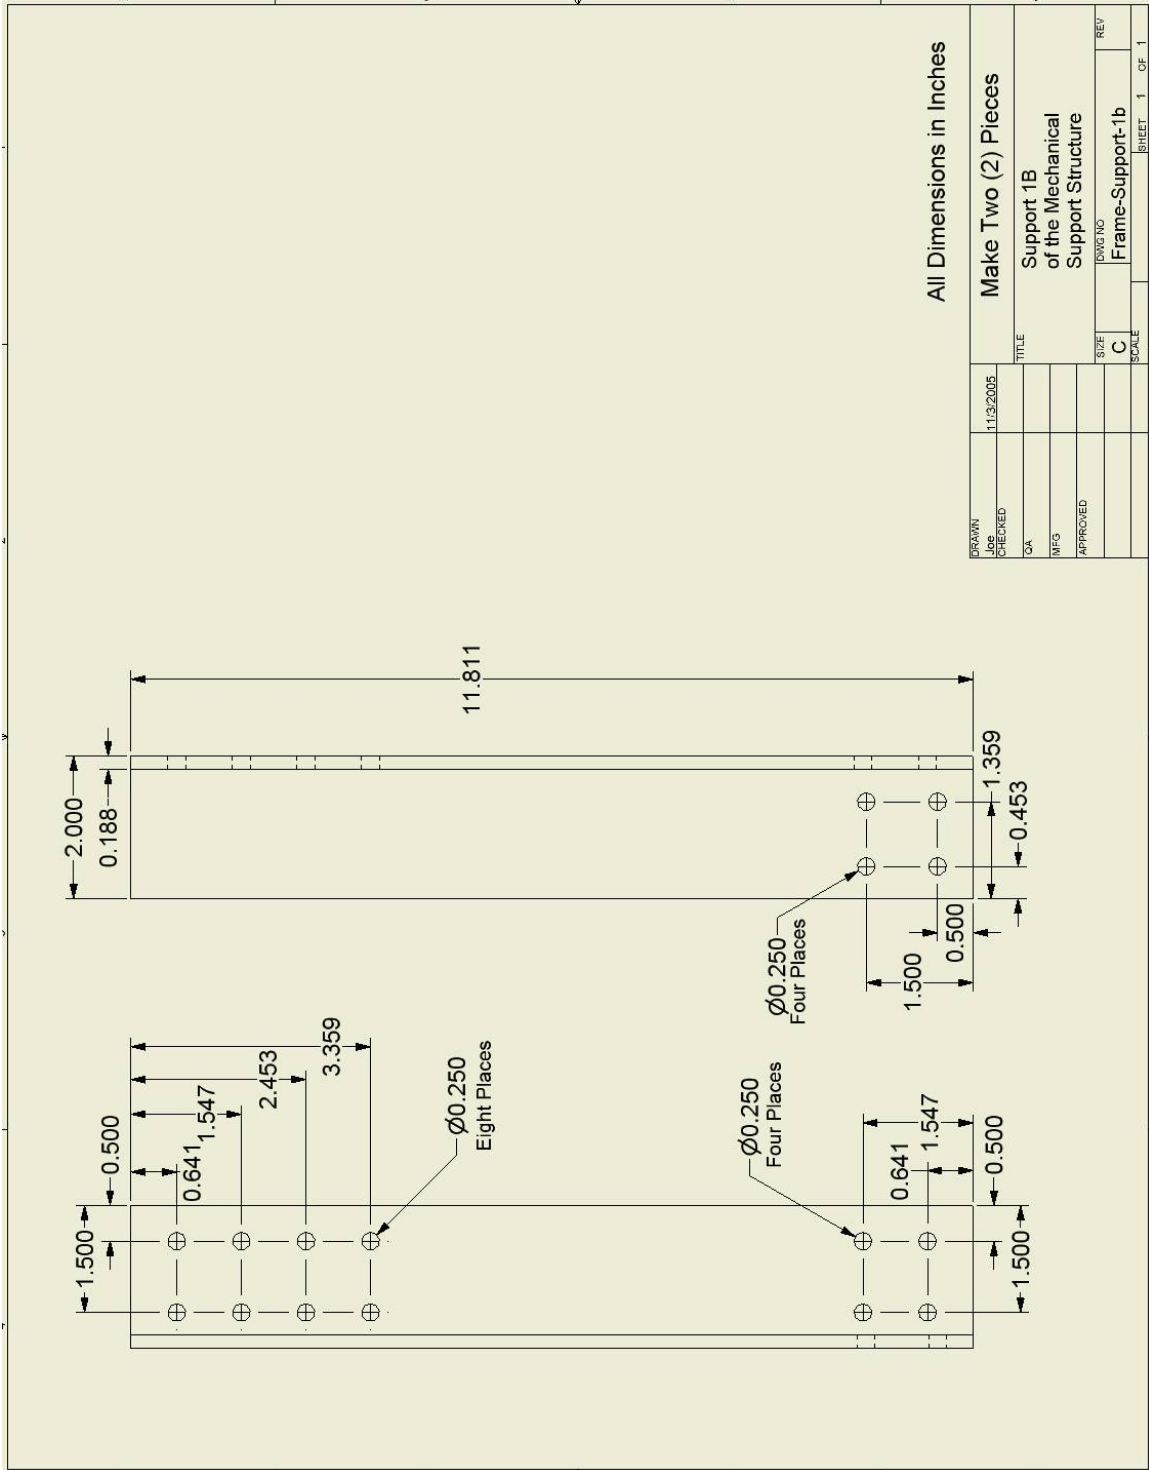 2.000
0.188
11.811
1.359
0.453
Ø0.250
Four Places
0.500
1.500
0.500
1.500
0.641
1.547
2.453
3.359
Ø0.250
Eight Places
Ø0.250
Four Places
0.641
1.547
0.500
1.500
All Dimensions in Inches
DRAWN
Joe
11/3/2005
CHECKED
QA
MFG
APPROVED
Make Two (2) Pieces
TITLE
Support 1B
of the Mechanical
Support Structure
SIZE
C
DWG NO
Frame-Support-1b
REV
SCALE
SHEET 1 OF 1